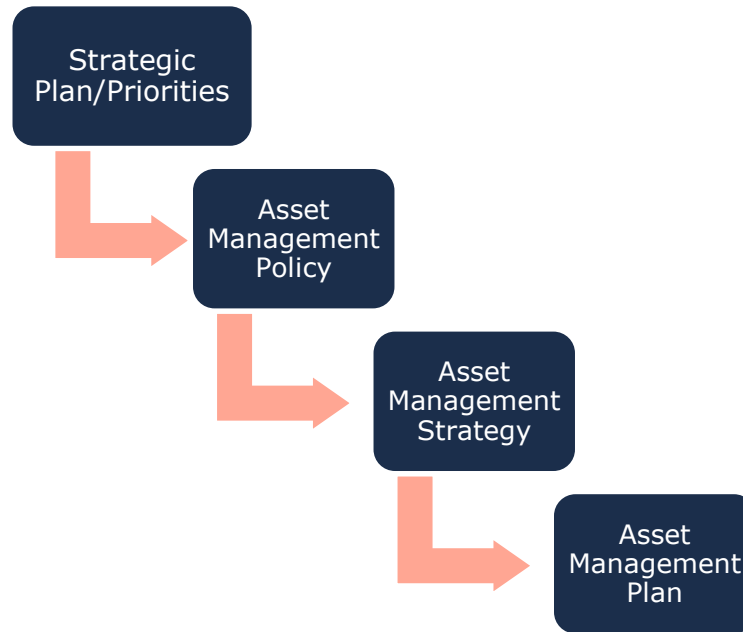 Strategic
Plan/Priorities
Asset
Management
Policy
Asset
Management
Strategy
Asset
Management
Plan